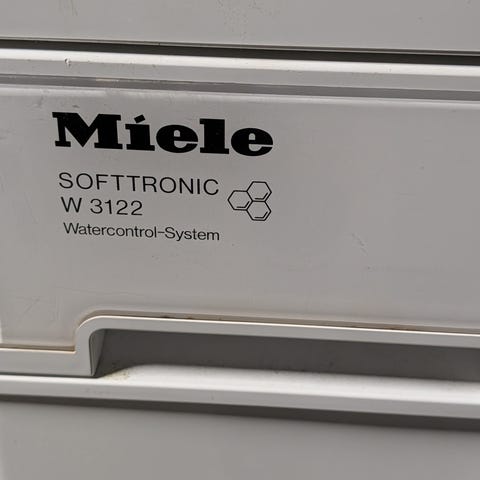 Miele
SOFTTRONIC
W 3122
Watercontrol-System